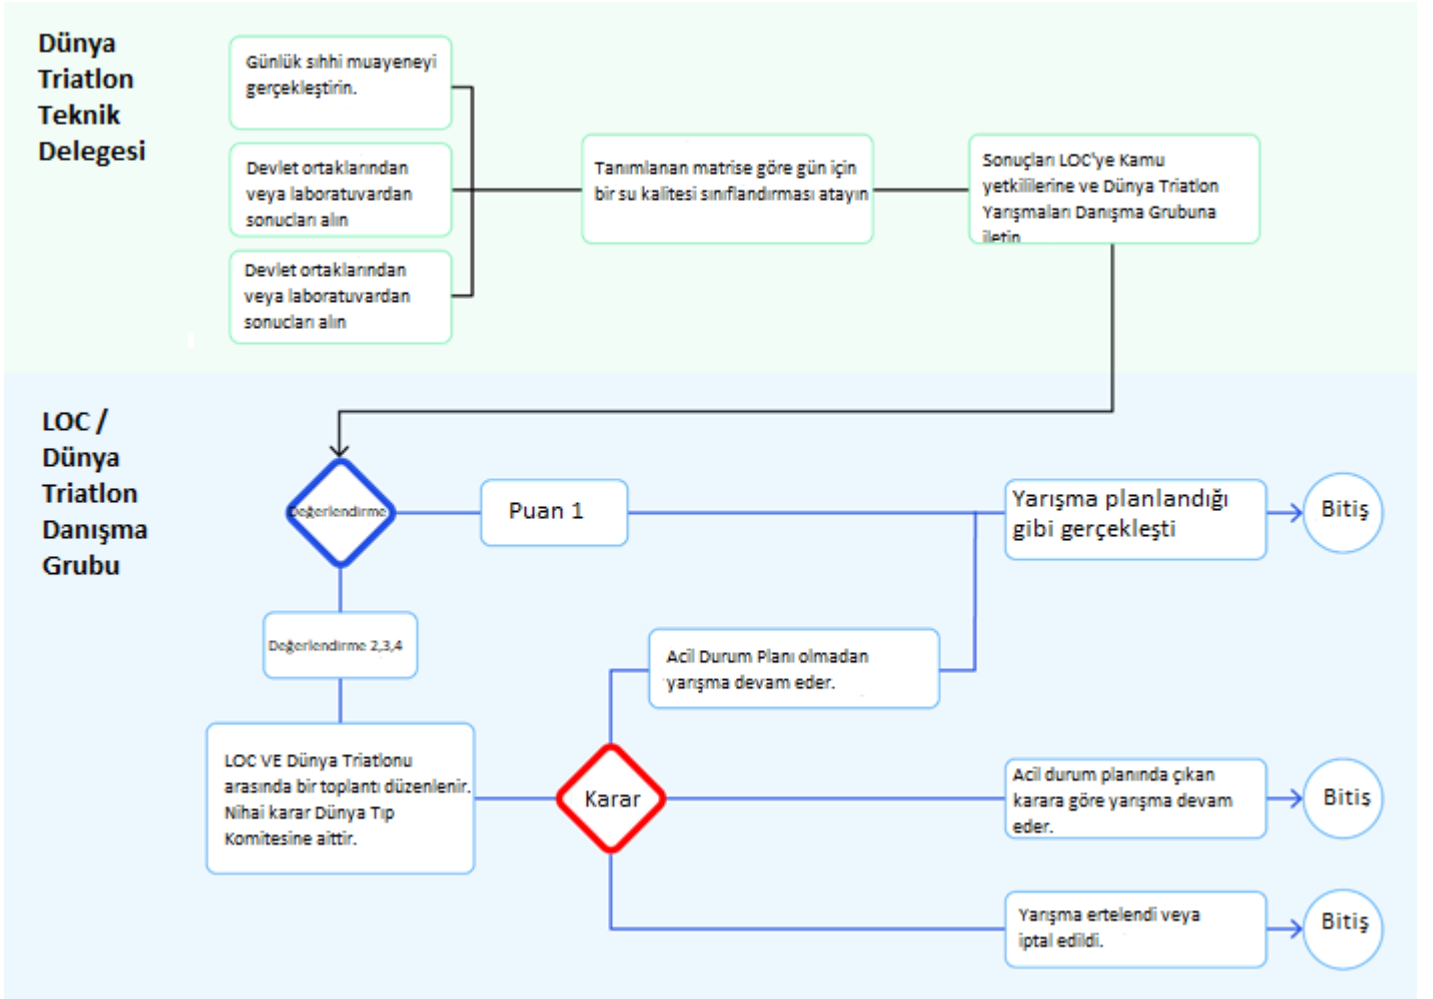 Dünya
Triatlon
Teknik
Delegesi
Günlük sıhhi muayeneyi
gerçekleştirin.
Devlet ortaklarından
veya laboratuvardan
sonucları alın
Devlet ortaklarından
veya laboratuvardan
sonucları alın
Tanımlanan matrise göre gün için
bir su kalitesi sınıflandırması atayın
Sonuçları LOC'ye Kamu
yetkililerine ve Dünya Triatlon
Yarışmaları Danışma Grubuna
iletin
LOC /
Dünya
Triatlon
Danışma
Grubu
Değerlendirme
Puan 1
Yarışma planlandığı
gibi gerçekleşti
Bitiş
Değerlendirme 2,3,4
Acil Durum Planı olmadan
yarışma devam eder.
LOC VE Dünya Triatlonu
arasında bir toplantı düzenlenir.
Nihai karar Dünya Tıp
Komitesine aittir.
Karar
Acil durum planında çıkan
karara göre yarışma devam
eder.
Bitiş
Yarışma ertelendi veya
iptal edildi.
Bitiş